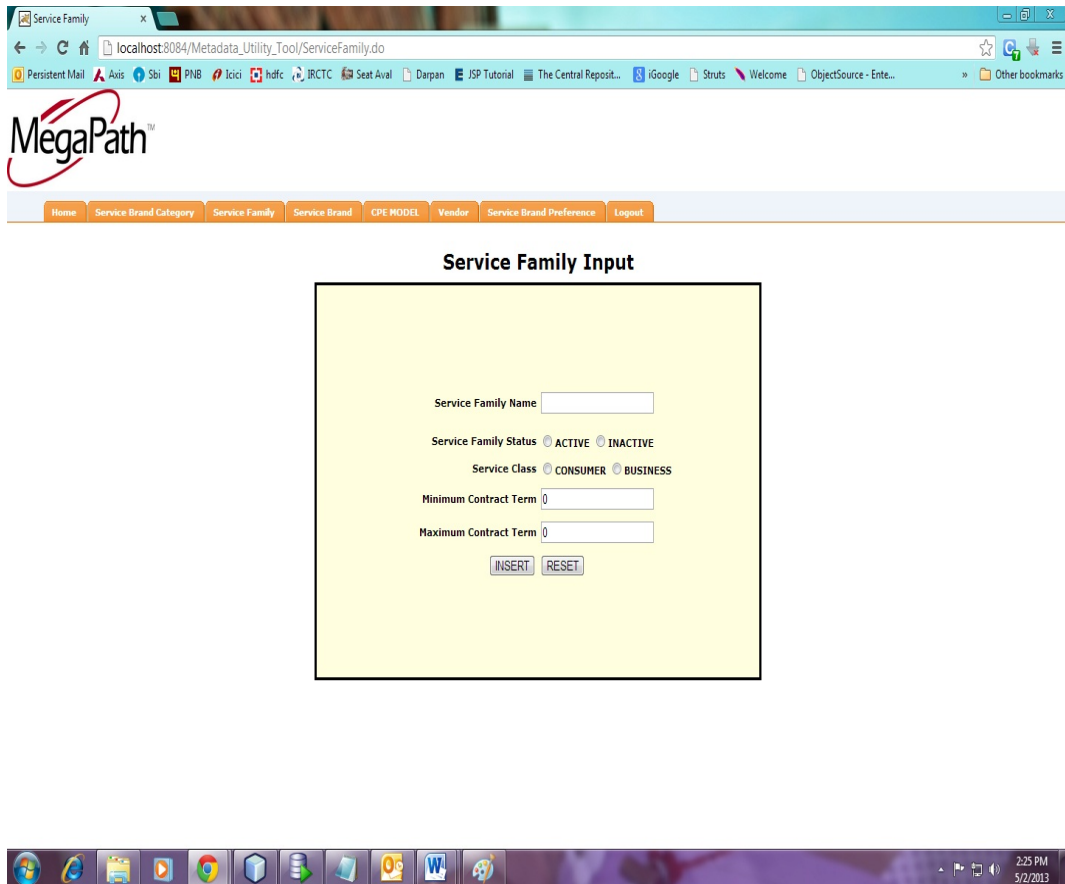 Service Family
localhost:8084/Metadata_Utility_Tool/ServiceFamily.do
Persistent Mail Axis Sbi PNB Icici hdfc IRCTC Seat Aval Darpan JSP Tutorial The Central Reposit... iGoogle Struts Welcome ObjectSource - Ente... » Other bookmarks
MegaPath™
Home Service Brand Category Service Family Service Brand CPE MODEL Vendor Service Brand Preference Logout
Service Family Input
Service Family Name
Service Family Status ACTIVE INACTIVE
Service Class CONSUMER BUSINESS
Minimum Contract Term 0
Maximum Contract Term 0
INSERT RESET
2:25 PM
5/2/2013